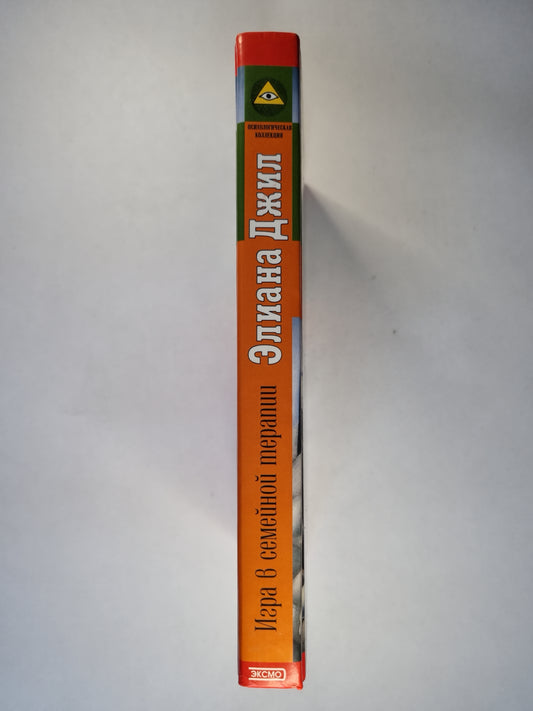 ПСИХОЛОГИЧЕСКАЯ
КОЛЛЕКЦИЯ
Элиана Джил
Игра в семейной терапии
ЭКСМО